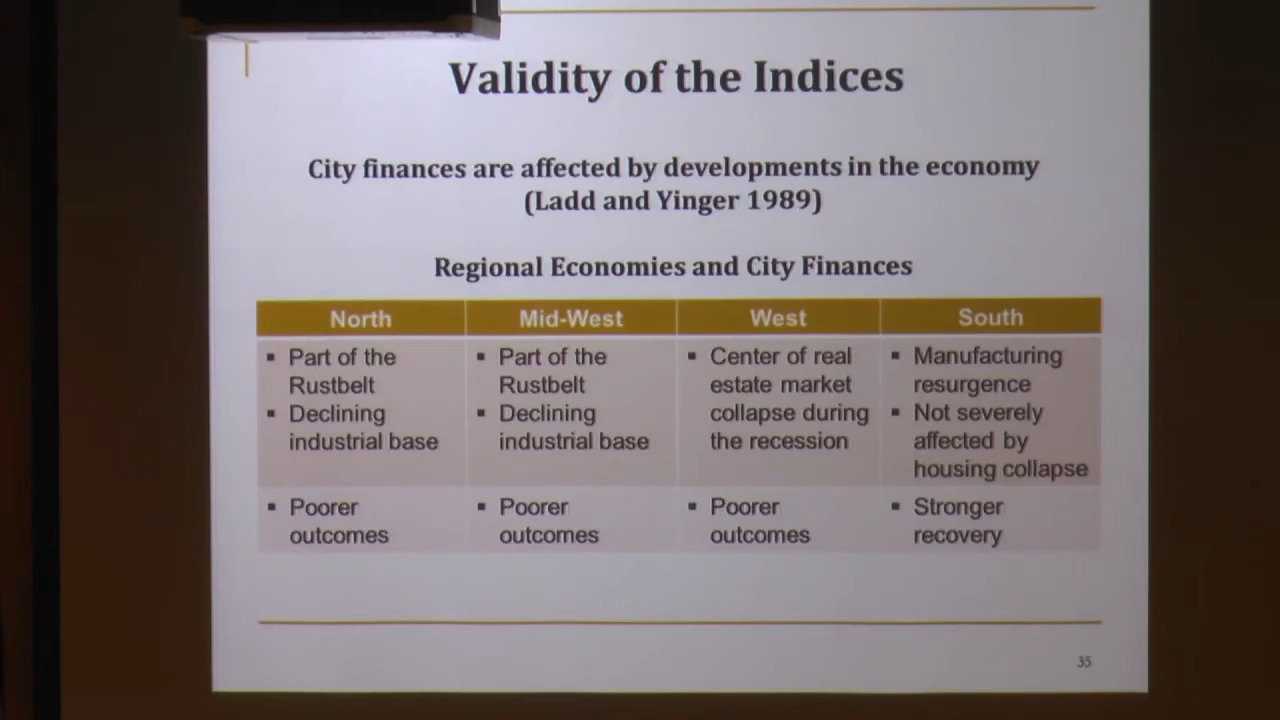 Validity of the Indices
City finances are affected by developments in the economy
(Ladd and Yinger 1989)
Regional Economies and City Finances
North
Mid-West
West
South
▪ Part of the
Rustbelt
▪ Declining
industrial base
▪ Part of the
Rustbelt
▪ Declining
industrial base
▪ Center of real
estate market
collapse during
the recession
▪ Manufacturing
resurgence
▪ Not severely
affected by
housing collapse
▪ Poorer
outcomes
▪ Poorer
outcomes
▪ Poorer
outcomes
▪ Stronger
recovery
35